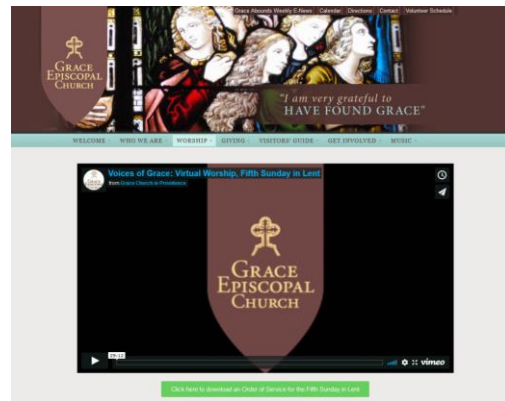 Grace Abounds Weekly E-News Calendar Directions Contact Volunteer Schedule
GRACE
EPISCOPAL
CHURCH
"I am very grateful to
HAVE FOUND GRACE"
WELCOME WHO WE ARE WORSHIP GIVING VISITORS' GUIDE GET INVOLVED MUSIC
Voices of Grace: Virtual Worship, Fifth Sunday in Lent
from Grace Church in Providence
GRACE
EPISCOPAL
CHURCH
vimeo
Click here to download an Order of Service for the Fifth Sunday in Lent